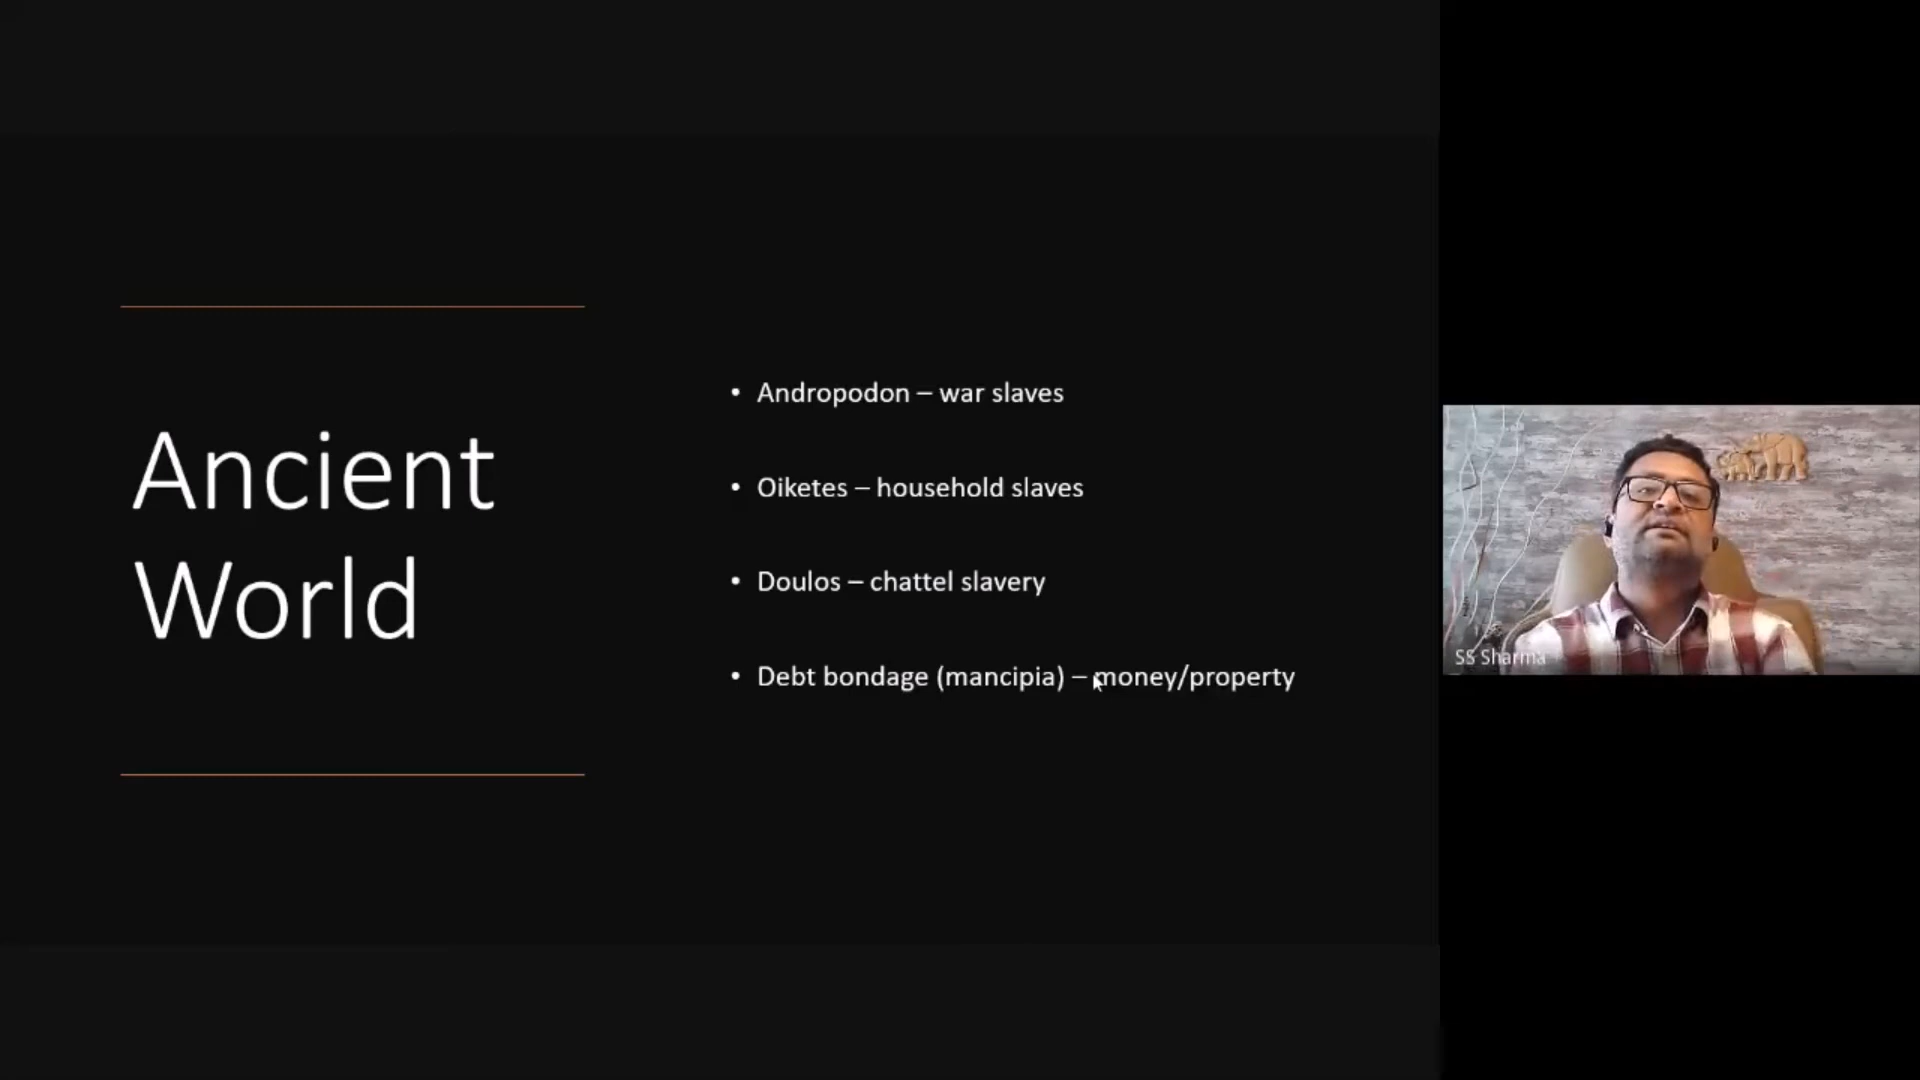 Ancient
World
• Andropodon – war slaves
• Oiketes – household slaves
• Doulos – chattel slavery
• Debt bondage (mancipia) – money/property
SS Sharma